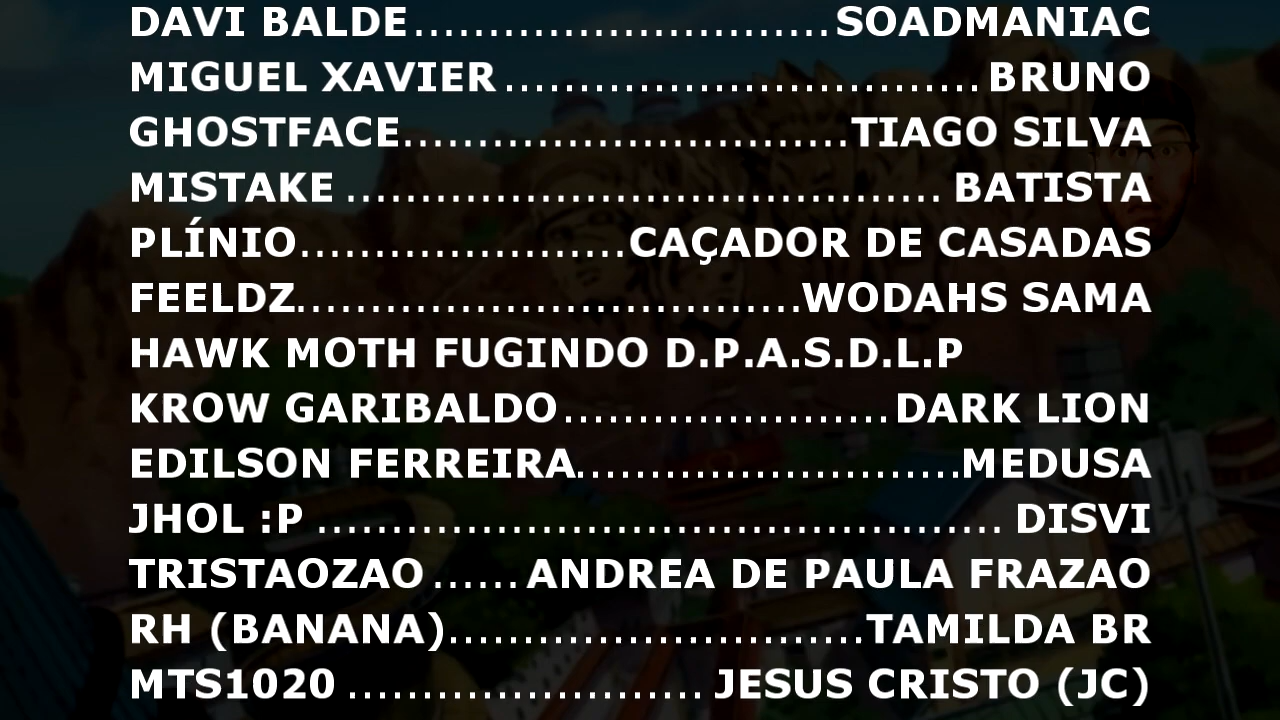 DAVI BALDE............................SOADMANIAC
MIGUEL XAVIER................................BRUNO
GHOSTFACE..............................TIAGO SILVA
MISTAKE ........................................ BATISTA
PLÍNIO......................CAÇADOR DE CASADAS
FEELDZ..................................WODAHS SAMA
HAWK MOTH FUGINDO D.P.A.S.D.L.P
KROW GARIBALDO......................DARK LION
EDILSON FERREIRA..........................MEDUSA
JHOL :P .............................................. DISVI
TRISTAOZAO......ANDREA DE PAULA FRAZAO
RH (BANANA)............................TAMILDA BR
MTS1020 ........................ JESUS CRISTO (JC)